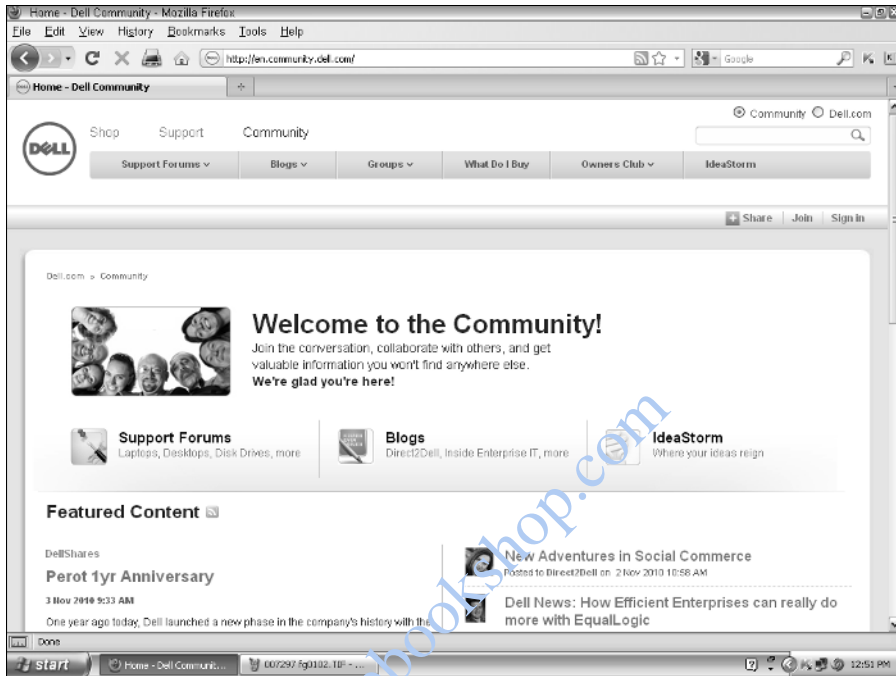 Home - Dell Community - Mozilla Firefox
File Edit View History Bookmarks Tools Help
http://en.community.dell.com/
Google
Home - Dell Community
Community Dell.com
DELL
Shop Support Community
Support Forums Blogs Groups What Do I Buy Owners Club IdeaStorm
Share Join Sign in
Dell.com » Community
Welcome to the Community!
Join the conversation, collaborate with others, and get
valuable information you won't find anywhere else.
We're glad you're here!
Support Forums
Laptops, Desktops, Disk Drives, more
Blogs
Direct2Dell, Inside Enterprise IT, more
IdeaStorm
Where your ideas reign
Featured Content
DellShares
Perot 1yr Anniversary
3 Nov 2010 9:33 AM
One year ago today, Dell launched a new phase in the company's history with the
New Adventures in Social Commerce
Posted to Direct2Dell on 2 Nov 2010 10:58 AM
Dell News: How Efficient Enterprises can really do
more with EqualLogic
Done
start Home - Dell Communit... 007297 fg0102.TIF - ... 12:51 PM
bookshop.com